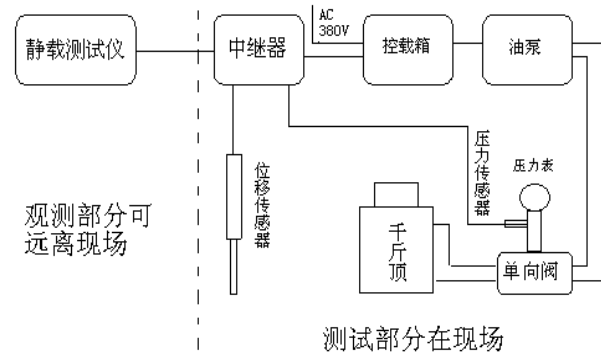 AC
380V
静载测试仪
中继器
控载箱
油泵
位移传感器
压力传感器
压力表
观测部分可
远离现场
千斤顶
单向阀
测试部分在现场